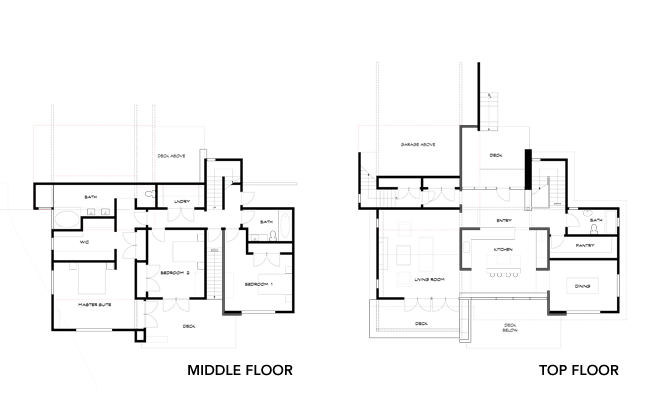 DECK ABOVE
BATH
LNDRY
BATH
WIC
BEDROOM 2
BEDROOM 1
MASTER SUITE
DECK
MIDDLE FLOOR
GARAGE ABOVE
DECK
ENTRY
BATH
PANTRY
KITCHEN
LIVING ROOM
DINING
DECK
DECK
BELOW
TOP FLOOR